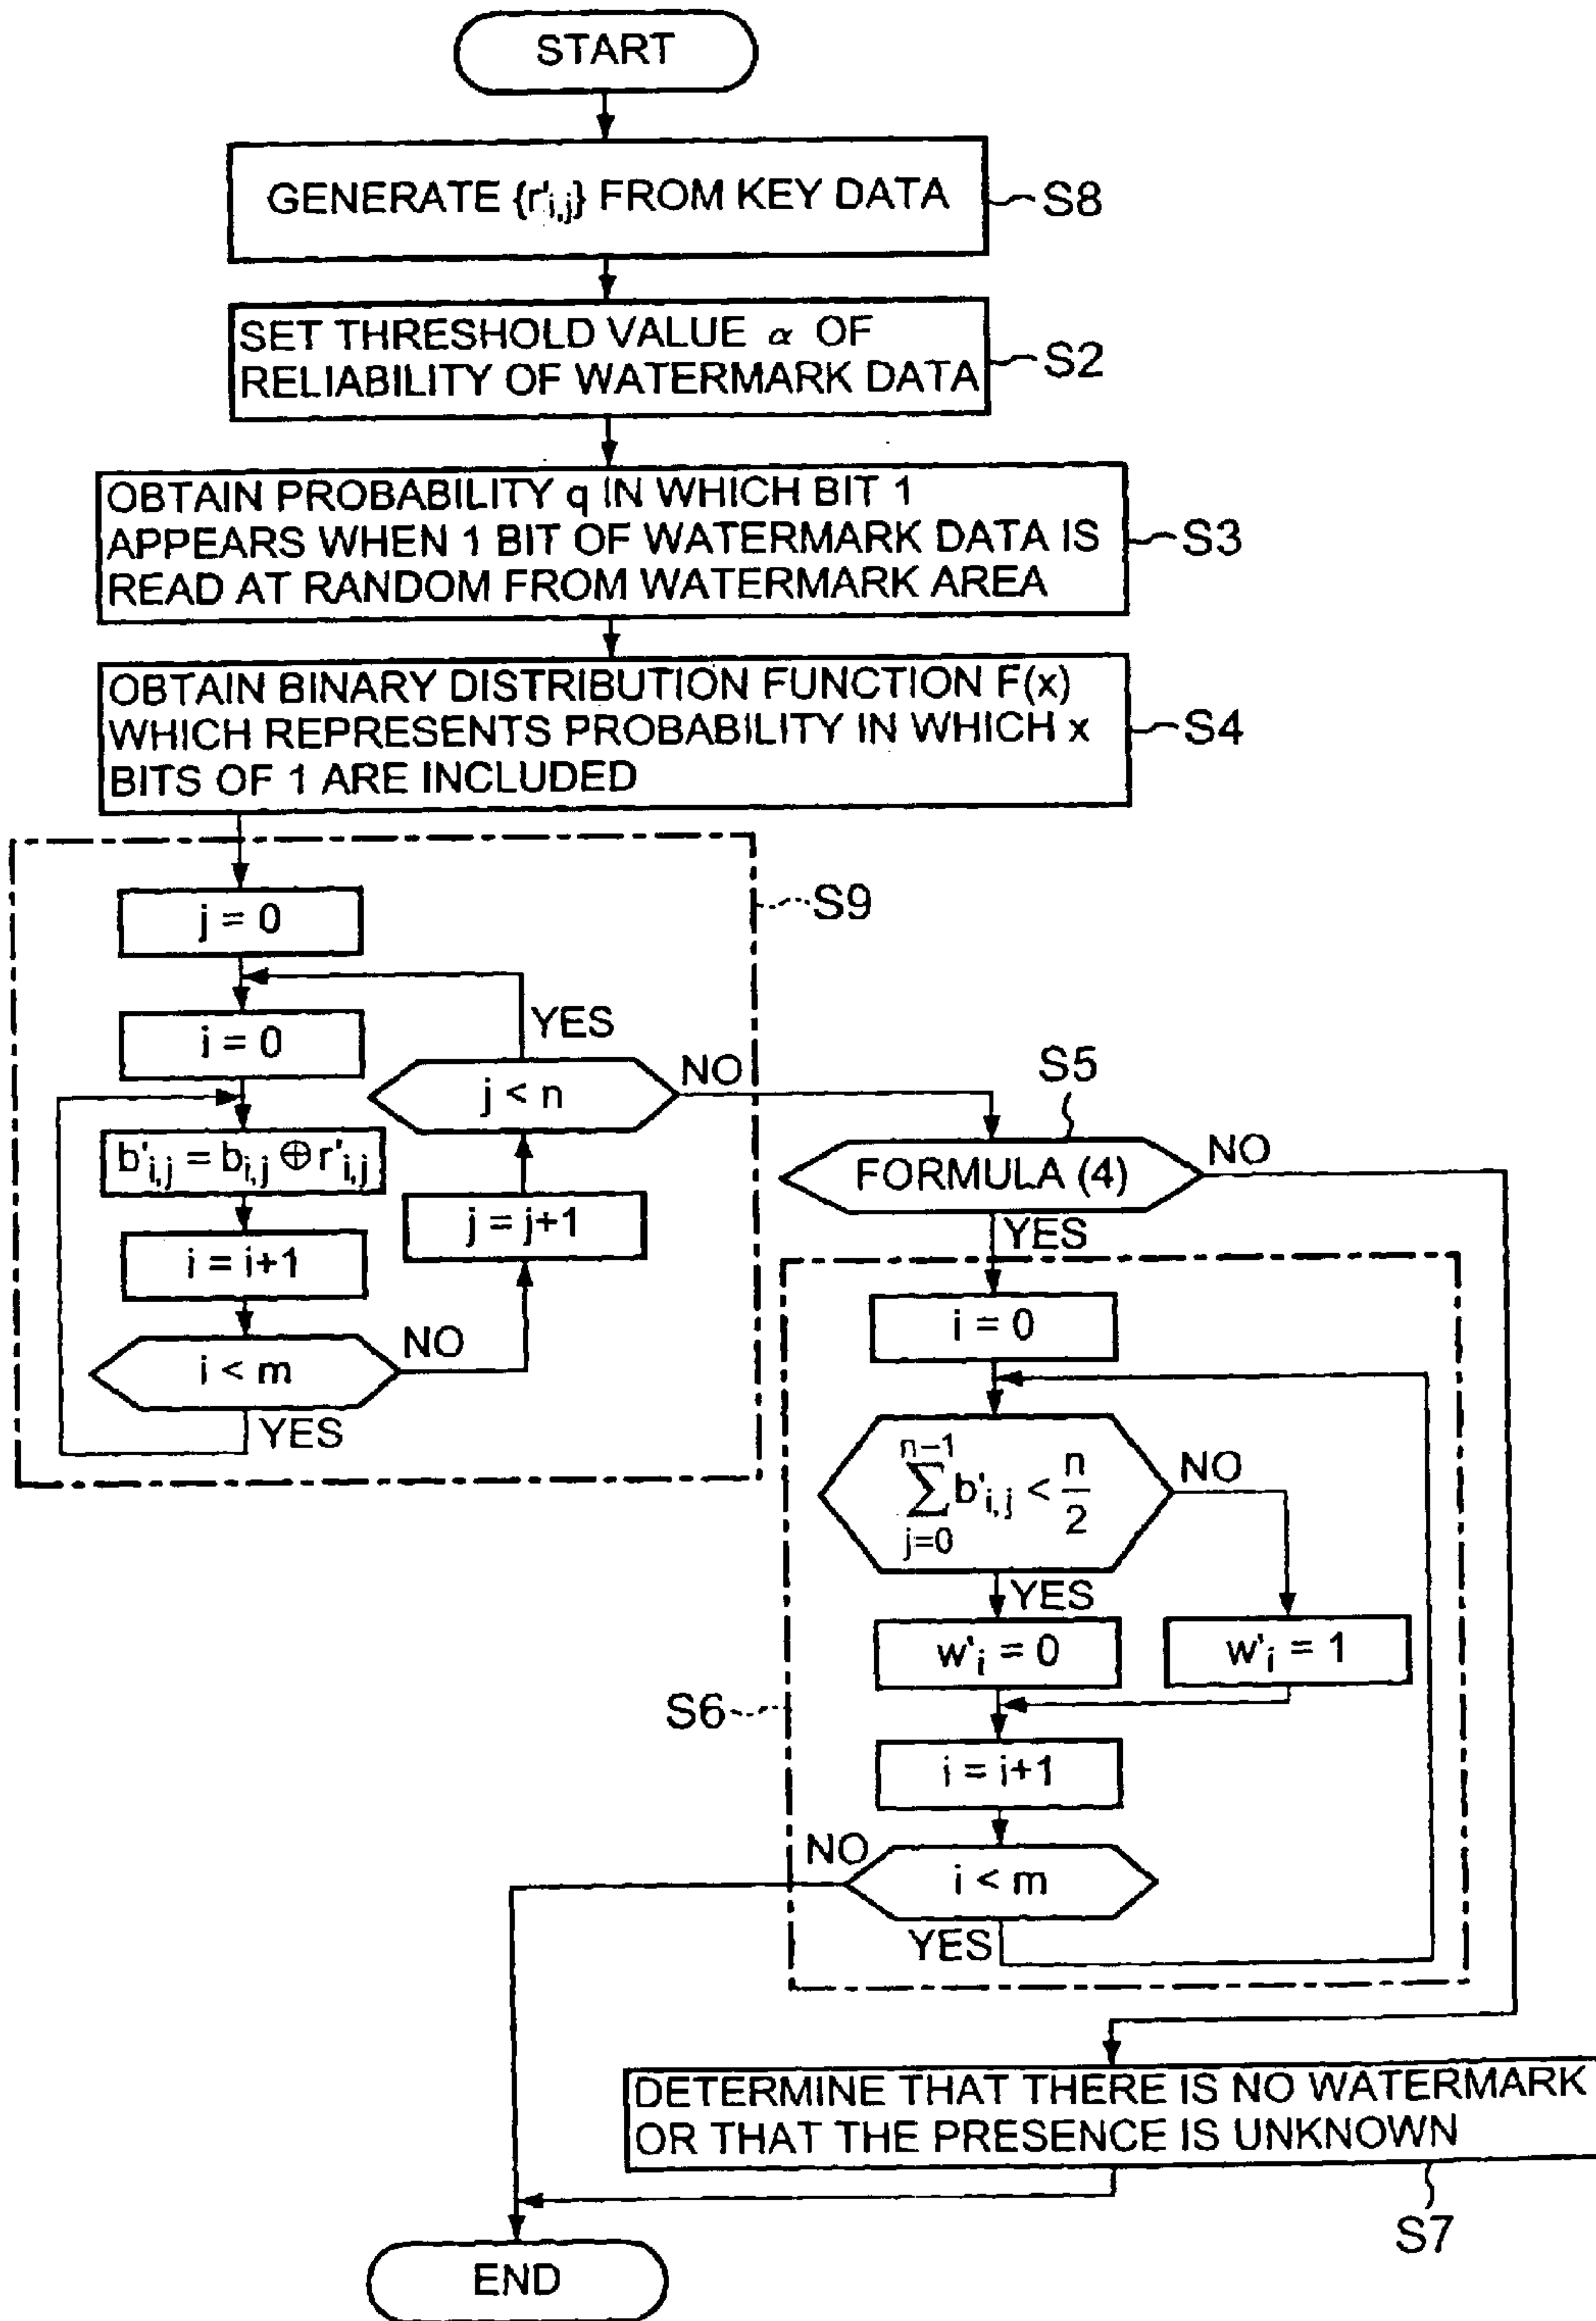 START
GENERATE {r'i,j} FROM KEY DATA
S8
SET THRESHOLD VALUE α OF
RELIABILITY OF WATERMARK DATA
S2
OBTAIN PROBABILITY q IN WHICH BIT 1
APPEARS WHEN 1 BIT OF WATERMARK DATA IS
READ AT RANDOM FROM WATERMARK AREA
S3
OBTAIN BINARY DISTRIBUTION FUNCTION F(x)
WHICH REPRESENTS PROBABILITY IN WHICH x
BITS OF 1 ARE INCLUDED
S4
S9
j = 0
i = 0
b'i,j = bi,j ⊕ r'i,j
i = i+1
i < m
YES
NO
j = j+1
j < n
YES
NO
S5
FORMULA (4)
NO
YES
S6
i = 0
n-1
∑ b'i,j < n/2
j=0
NO
YES
w'i = 0
w'i = 1
i = i+1
i < m
NO
YES
DETERMINE THAT THERE IS NO WATERMARK
OR THAT THE PRESENCE IS UNKNOWN
S7
END